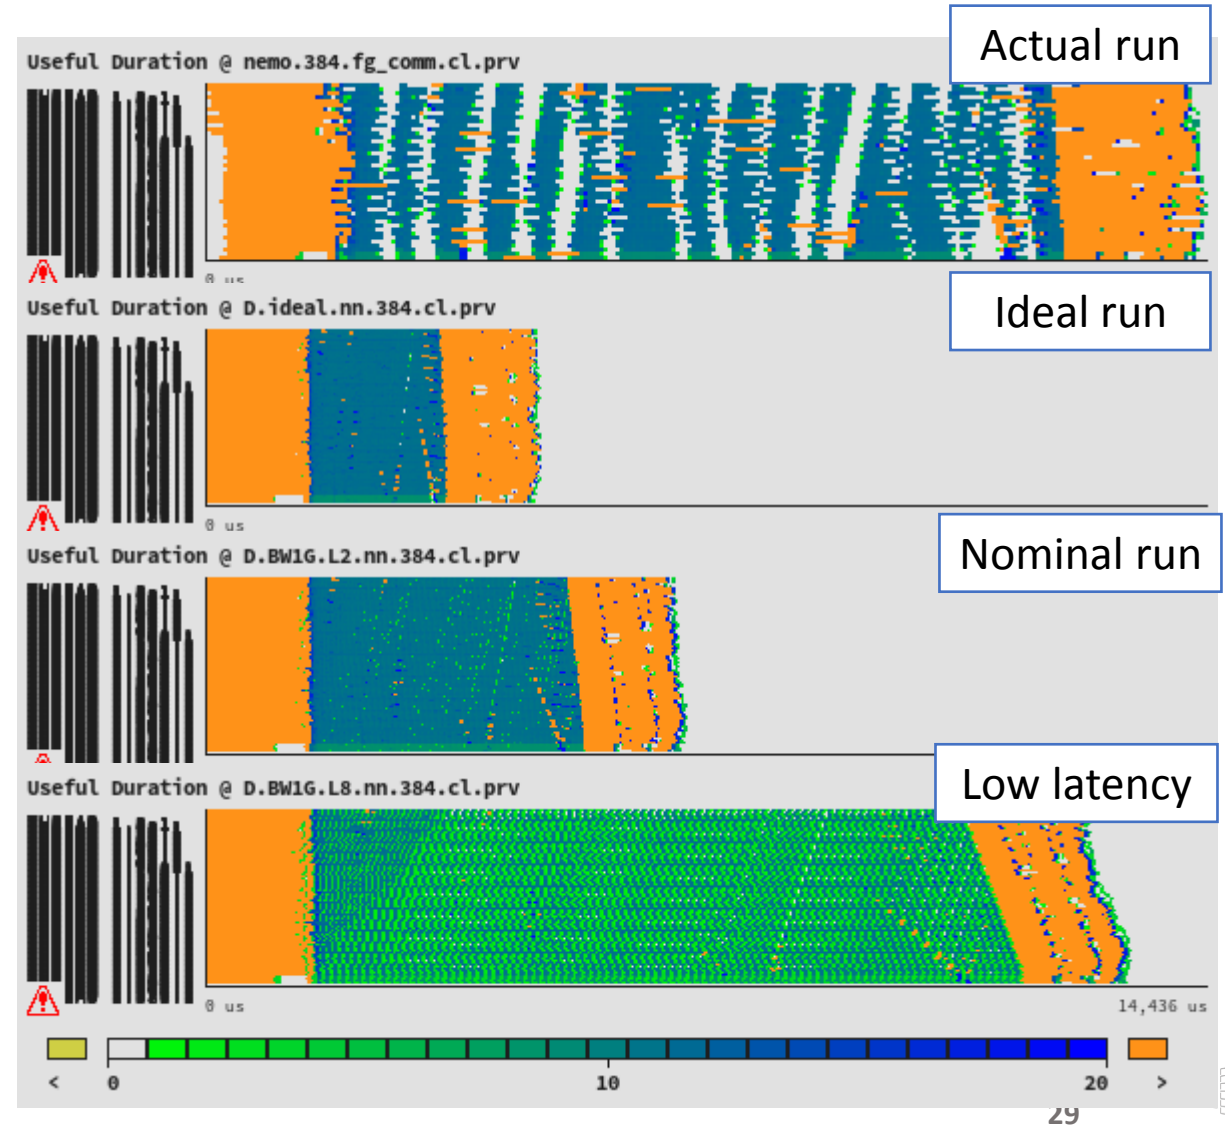 Actual run
Useful Duration @ nemo.384.fg_comm.cl.prv
0 us
Ideal run
Useful Duration @ D.ideal.nn.384.cl.prv
0 us
Nominal run
Useful Duration @ D.BW1G.L2.nn.384.cl.prv
Low latency
Useful Duration @ D.BW1G.L8.nn.384.cl.prv
0 us 14,436 us
< 0 10 20 >
29